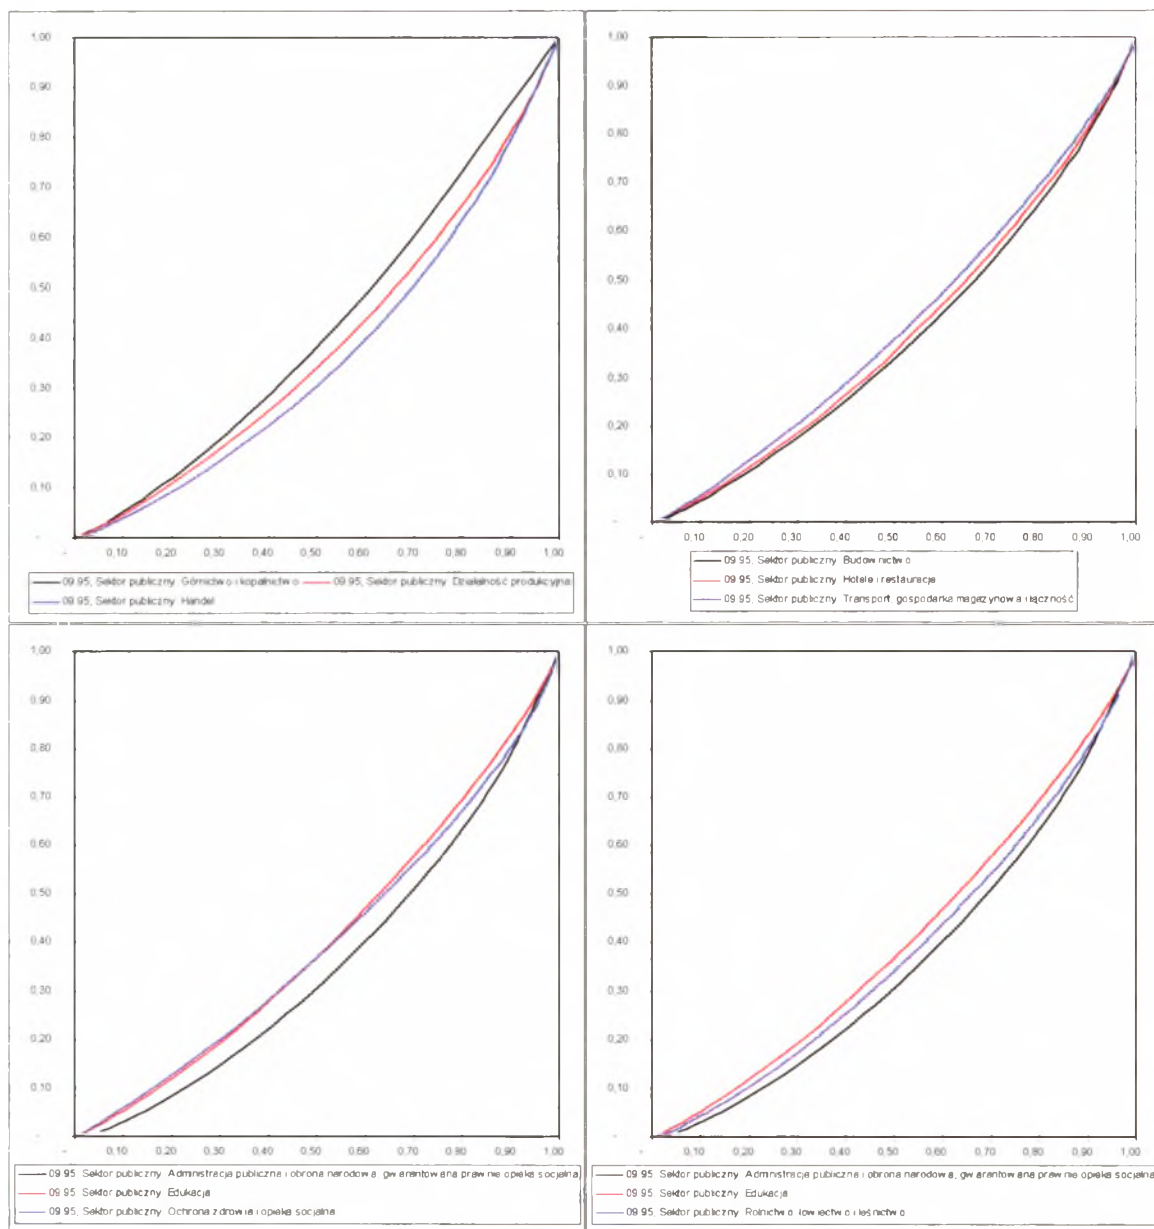 1,00
0,90
0,80
0,70
0,60
0,50
0,40
0,30
0,20
0,10
-
- 0,10 0,20 0,30 0,40 0,50 0,60 0,70 0,80 0,90 1,00
09.95, Sektor publiczny. Górnictwo i kopalnictwo 09.95, Sektor publiczny. Działalność produkcyjna
09.95, Sektor publiczny. Handel
1,00
0,90
0,80
0,70
0,60
0,50
0,40
0,30
0,20
0,10
-
- 0,10 0,20 0,30 0,40 0,50 0,60 0,70 0,80 0,90 1,00
09.95, Sektor publiczny. Budownictwo
09.95, Sektor publiczny. Hotele i restauracje
09.95, Sektor publiczny. Transport, gospodarka magazynowa i łączność
1,00
0,90
0,80
0,70
0,60
0,50
0,40
0,30
0,20
0,10
-
- 0,10 0,20 0,30 0,40 0,50 0,60 0,70 0,80 0,90 1,00
09.95, Sektor publiczny. Administracja publiczna i obrona narodowa, gwarantowana prawnie opieka socjalna
09.95, Sektor publiczny. Edukacja
09.95, Sektor publiczny. Ochrona zdrowia i opieka socjalna
1,00
0,90
0,80
0,70
0,60
0,50
0,40
0,30
0,20
0,10
-
- 0,10 0,20 0,30 0,40 0,50 0,60 0,70 0,80 0,90 1,00
09.95, Sektor publiczny. Administracja publiczna i obrona narodowa, gwarantowana prawnie opieka socjalna
09.95, Sektor publiczny. Edukacja
09.95, Sektor publiczny. Rolnictwo, łowiectwo i leśnictwo